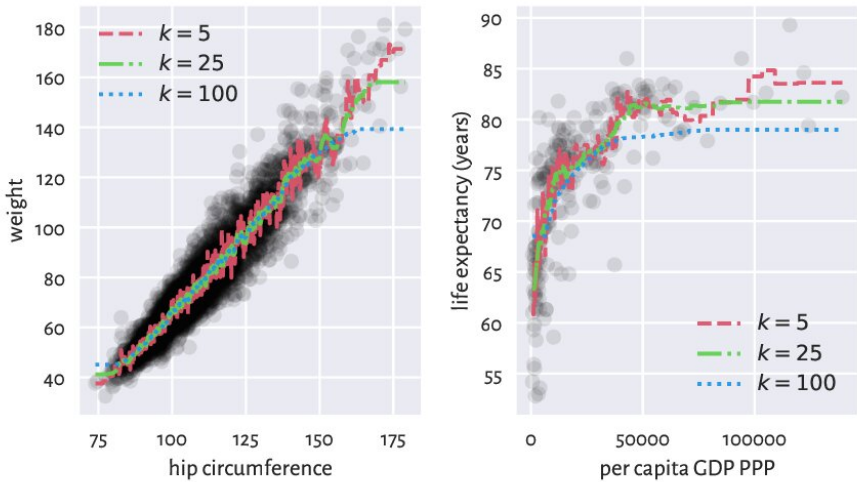 180
160
140
120
100
80
60
40
weight
k = 5
k = 25
k = 100
75
100
125
150
175
hip circumference
90
85
80
75
70
65
60
55
life expectancy (years)
k = 5
k = 25
k = 100
0
50000
100000
per capita GDP PPP